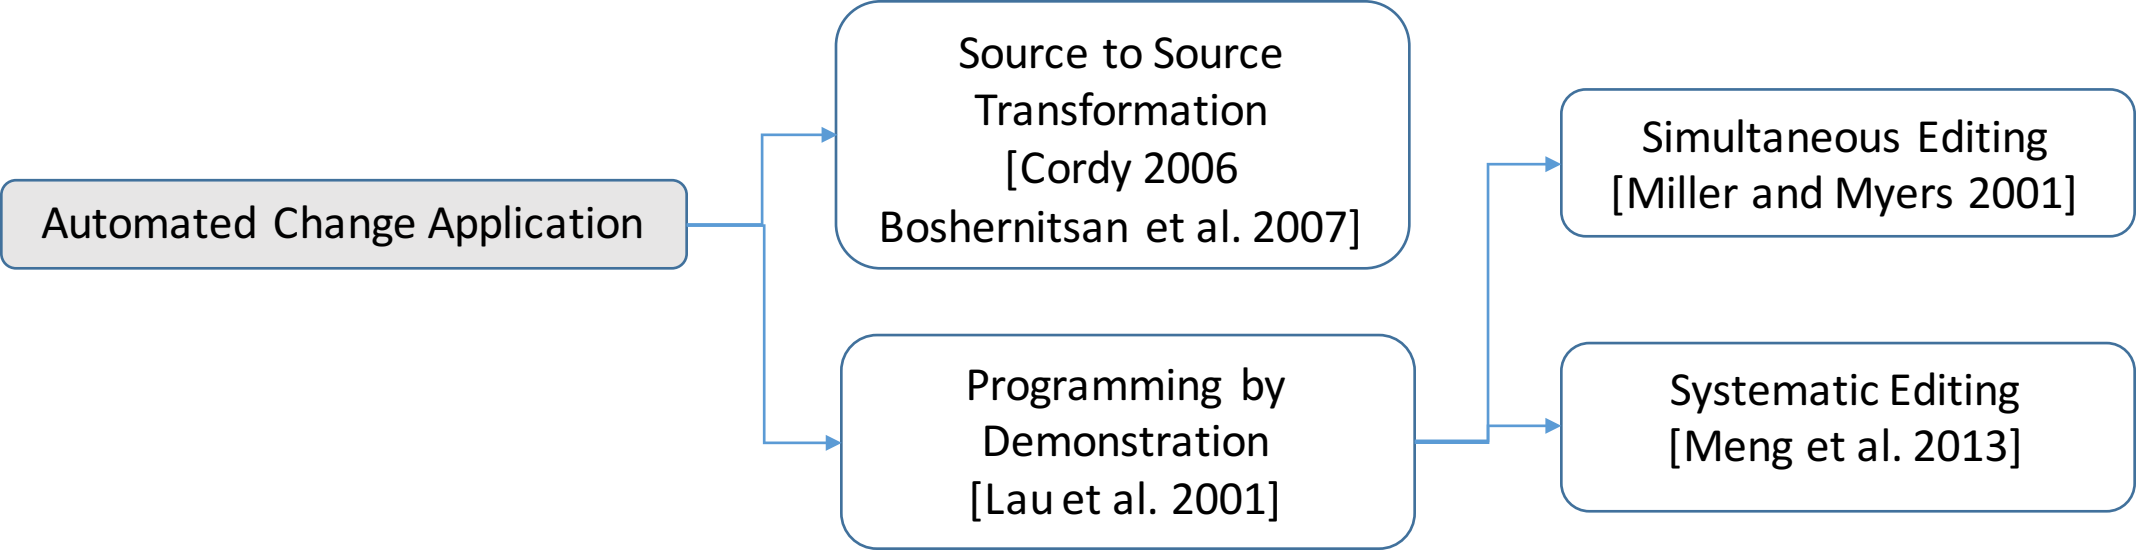 Automated Change Application
Source to Source
Transformation
[Cordy 2006
Boshernitsan et al. 2007]
Programming by
Demonstration
[Lau et al. 2001]
Simultaneous Editing
[Miller and Myers 2001]
Systematic Editing
[Meng et al. 2013]